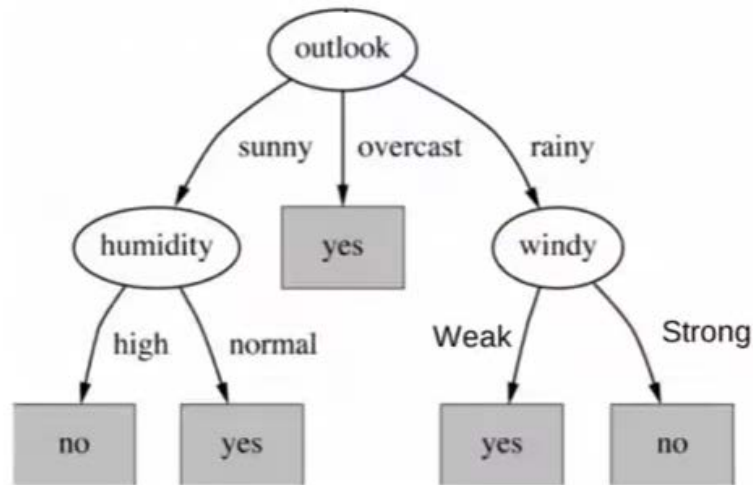 outlook
sunny overcast rainy
humidity yes windy
high normal Weak Strong
no yes yes no